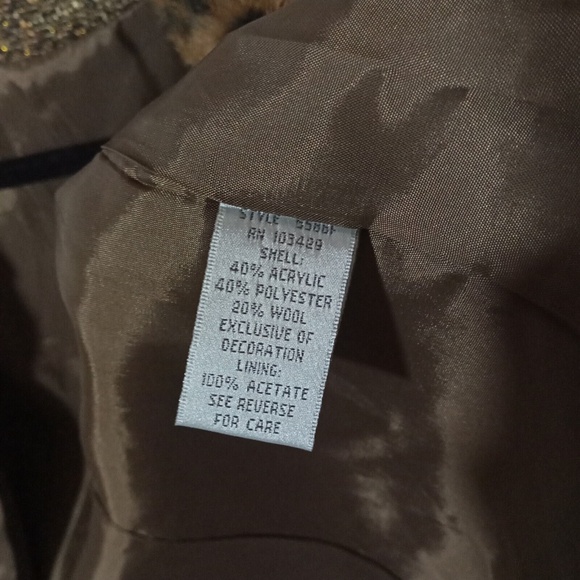 STYLE
RN 103429
SHELL:
40% ACRYLIC
40% POLYESTER
20% WOOL
EXCLUSIVE OF
DECORATION
LINING:
100% ACETATE
SEE REVERSE
FOR CARE